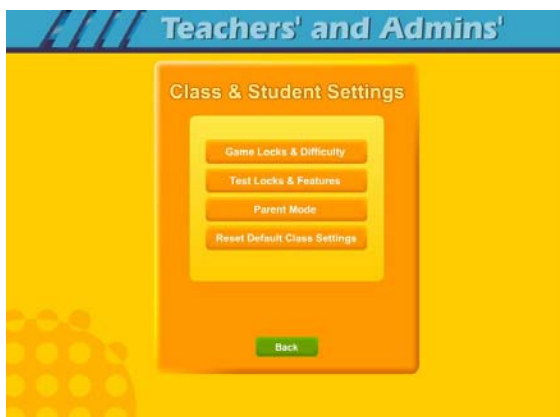 Teachers' and Admins'
Class & Student Settings
Game Locks & Difficulty
Test Locks & Features
Parent Mode
Reset Default Class Settings
Back